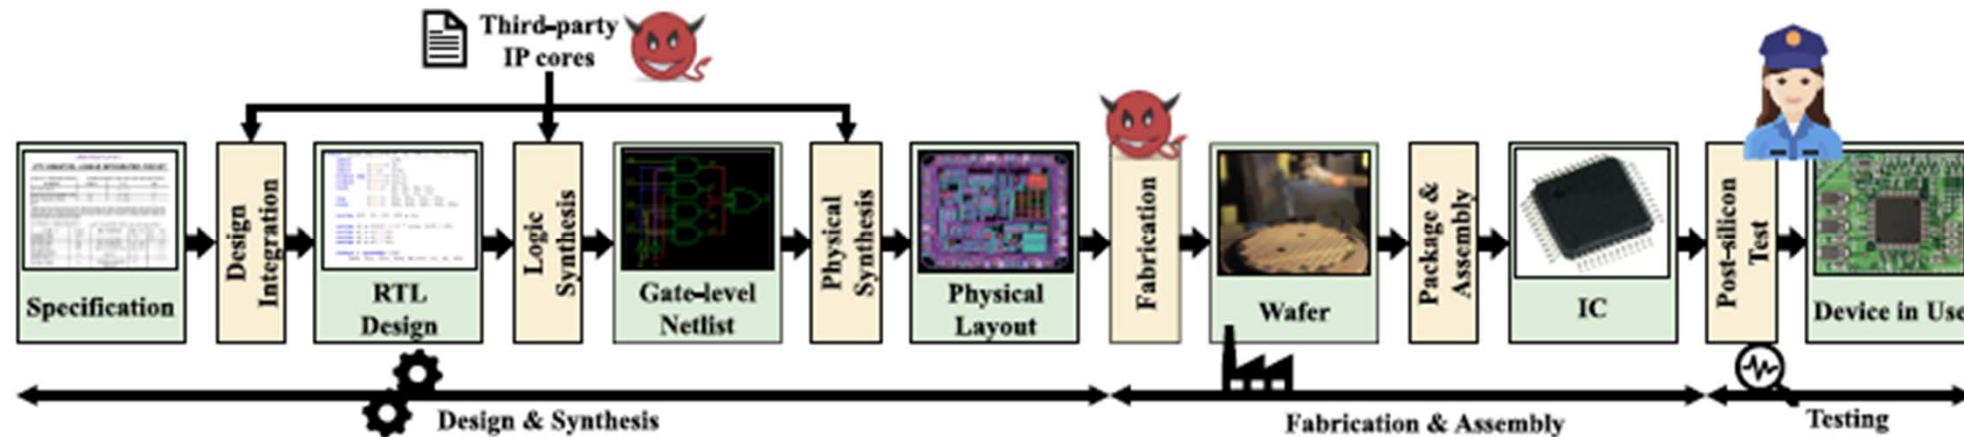 Third-party
IP cores
Specification
Design
Integration
RTL
Design
Logic
Synthesis
Gate-level
Netlist
Physical
Synthesis
Physical
Layout
Fabrication
Wafer
Package &
Assembly
IC
Post-silicon
Test
Device in Use
Design & Synthesis
Fabrication & Assembly
Testing